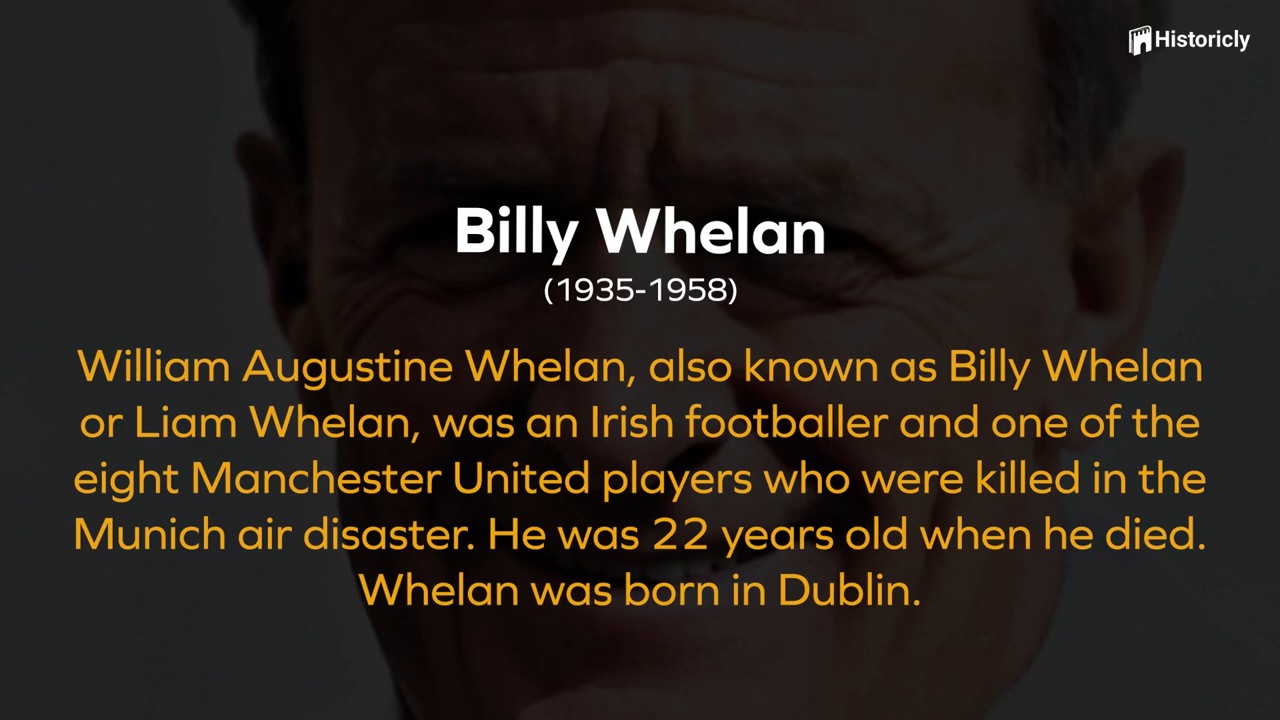 Historicly
Billy Whelan
(1935-1958)
William Augustine Whelan, also known as Billy Whelan
or Liam Whelan, was an Irish footballer and one of the
eight Manchester United players who were killed in the
Munich air disaster. He was 22 years old when he died.
Whelan was born in Dublin.